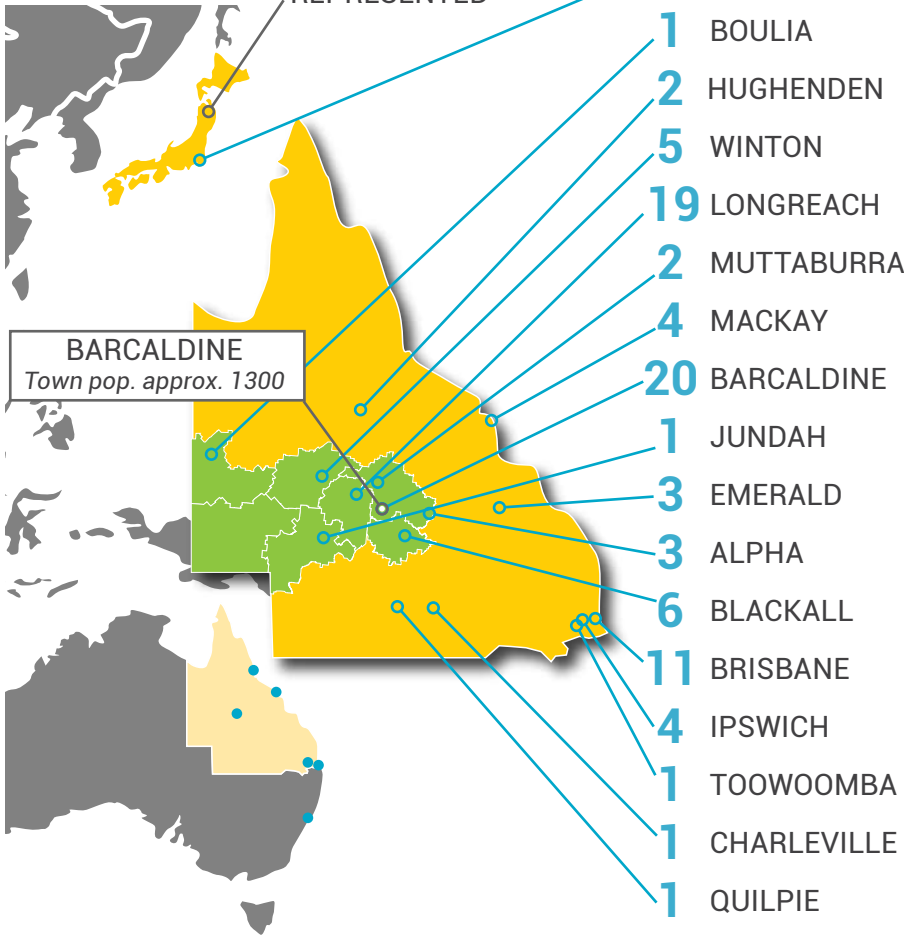 REPRESENTED
1 BOULIA
2 HUGHENDEN
5 WINTON
19 LONGREACH
2 MUTTABURRA
4 MACKAY
BARCALDINE
Town pop. approx. 1300
20 BARCALDINE
1 JUNDAH
3 EMERALD
3 ALPHA
6 BLACKALL
11 BRISBANE
4 IPSWICH
1 TOOWOOMBA
1 CHARLEVILLE
1 QUILPIE